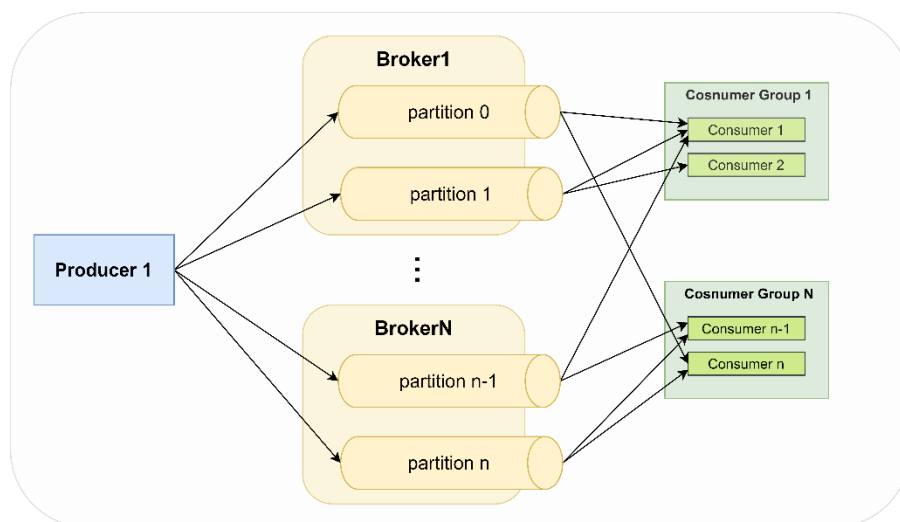 Broker1
partition 0
partition 1
Producer 1
BrokerN
partition n-1
partition n
Cosnumer Group 1
Consumer 1
Consumer 2
Cosnumer Group N
Consumer n-1
Consumer n